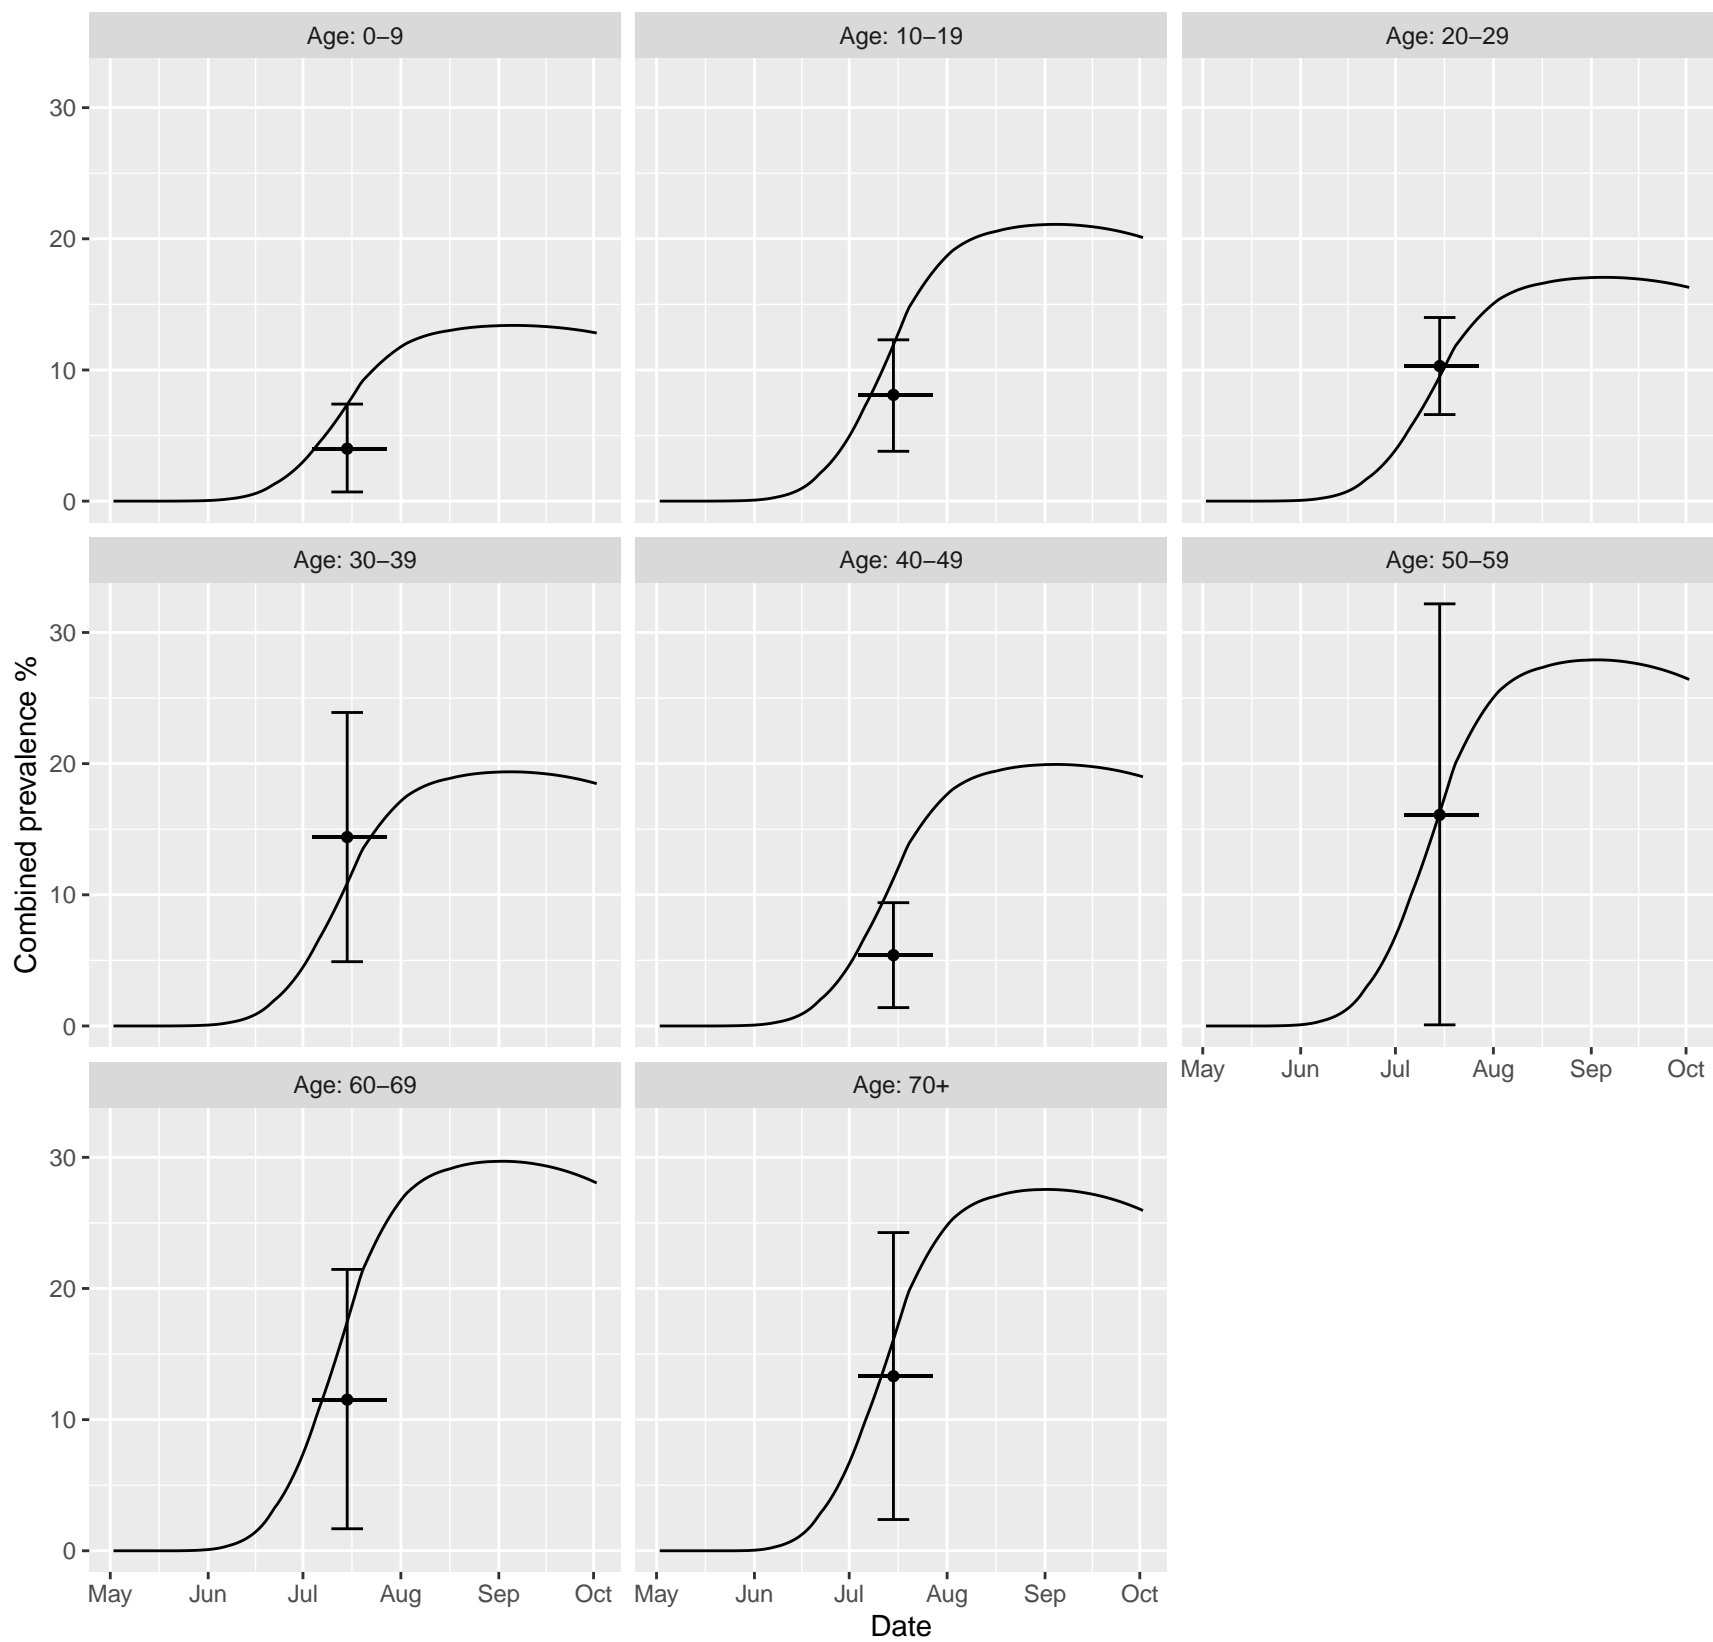 Age: 0–9
Age: 10–19
Age: 20–29
30
20
10
0
Age: 30–39
Age: 40–49
Age: 50–59
30
20
10
0
May Jun Jul Aug Sep Oct
Age: 60–69
Age: 70+
30
20
10
0
May Jun Jul Aug Sep Oct
May Jun Jul Aug Sep Oct
Date
Combined prevalence %